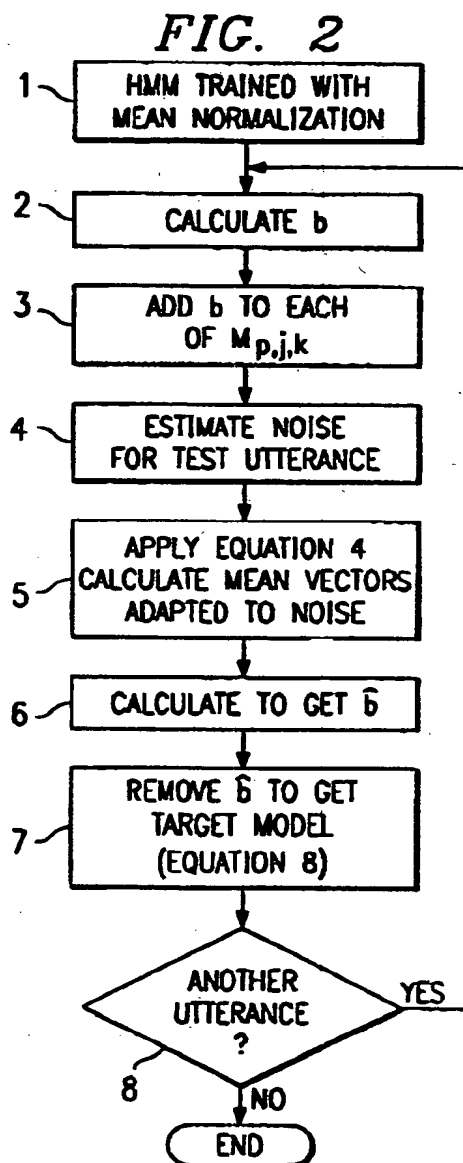 FIG. 2
1
HMM TRAINED WITH
MEAN NORMALIZATION
2
CALCULATE b
3
ADD b TO EACH
OF M_p,j,k
4
ESTIMATE NOISE
FOR TEST UTTERANCE
5
APPLY EQUATION 4
CALCULATE MEAN VECTORS
ADAPTED TO NOISE
6
CALCULATE TO GET b̂
7
REMOVE b̂ TO GET
TARGET MODEL
(EQUATION 8)
8
ANOTHER
UTTERANCE
?
YES
NO
END